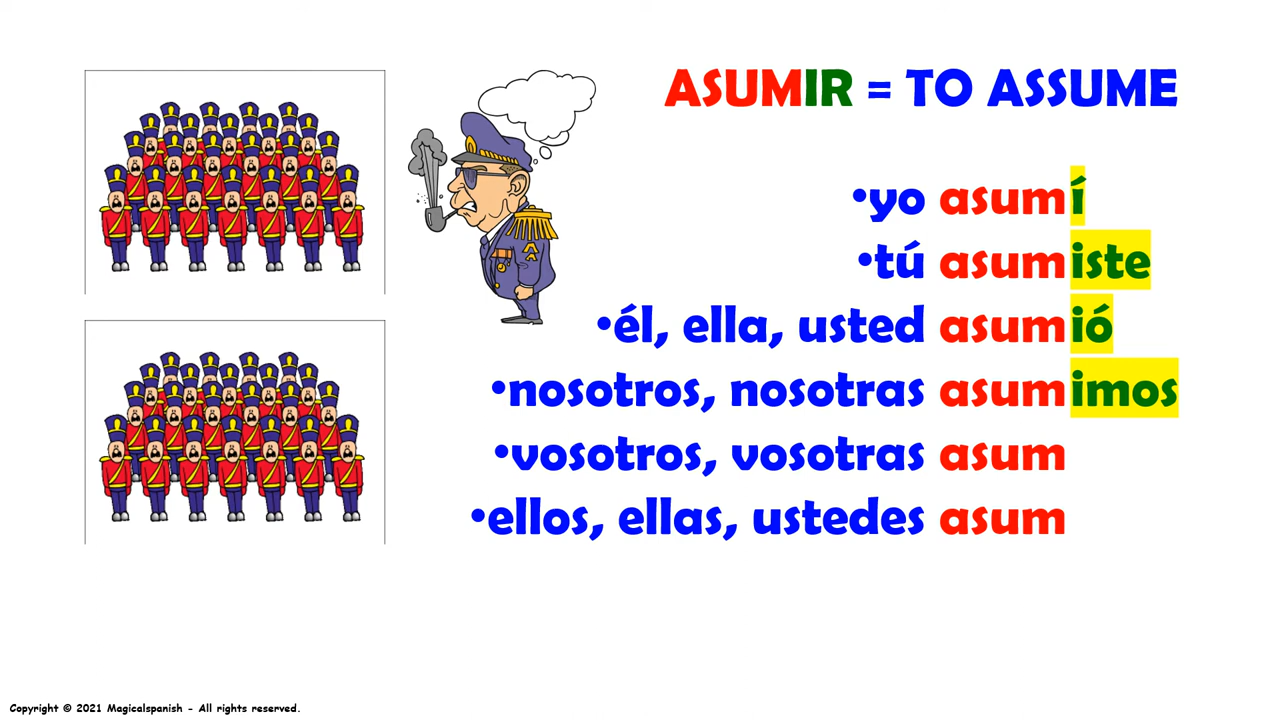 ASUMIR = TO ASSUME
•yo asumí
•tú asumiste
•él, ella, usted asumió
•nosotros, nosotras asumimos
•vosotros, vosotras asum
•ellos, ellas, ustedes asum
Copyright © 2021 Magicalspanish - All rights reserved.